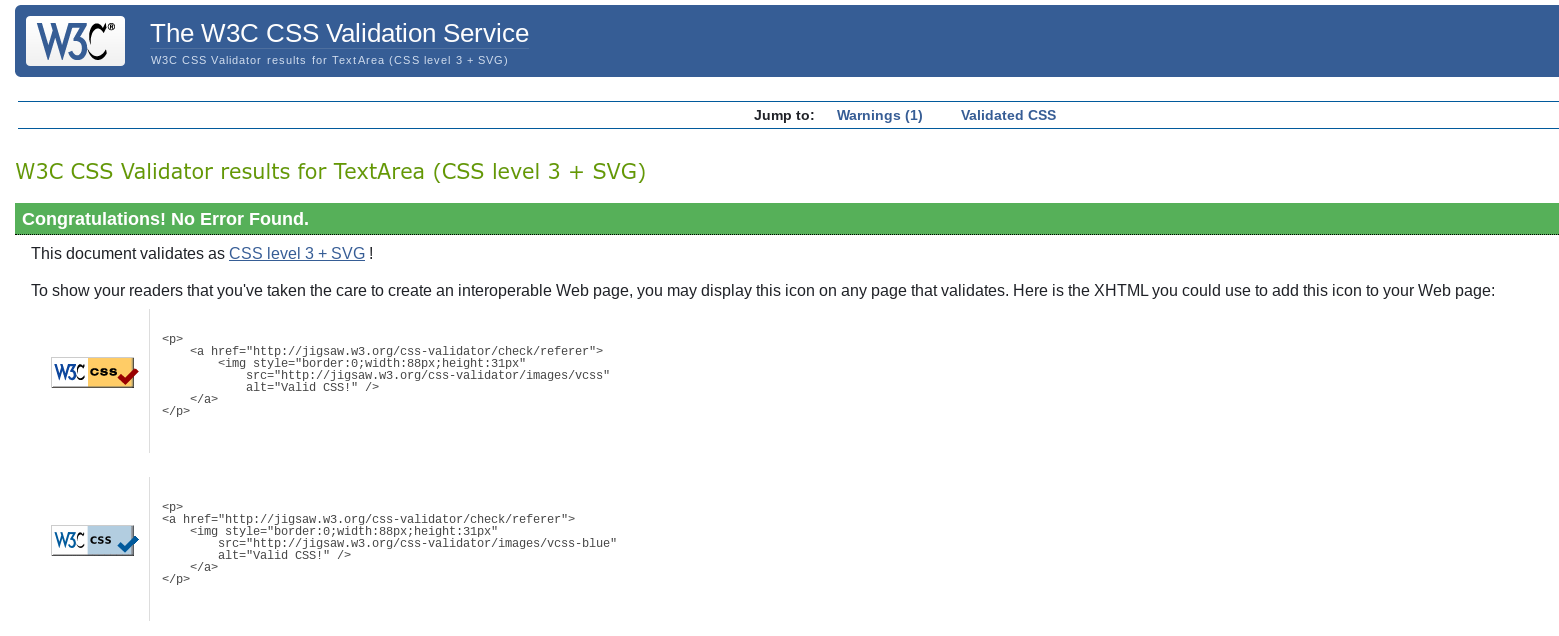 W3C®
The W3C CSS Validation Service
W3C CSS Validator results for TextArea (CSS level 3 + SVG)
Jump to: Warnings (1) Validated CSS
W3C CSS Validator results for TextArea (CSS level 3 + SVG)
Congratulations! No Error Found.
This document validates as CSS level 3 + SVG !
To show your readers that you've taken the care to create an interoperable Web page, you may display this icon on any page that validates. Here is the XHTML you could use to add this icon to your Web page:
W3C css
<p>
<a href="http://jigsaw.w3.org/css-validator/check/referer">
<img style="border:0;width:88px;height:31px"
src="http://jigsaw.w3.org/css-validator/images/vcss"
alt="Valid CSS!" />
</a>
</p>
W3C css
<p>
<a href="http://jigsaw.w3.org/css-validator/check/referer">
<img style="border:0;width:88px;height:31px"
src="http://jigsaw.w3.org/css-validator/images/vcss-blue"
alt="Valid CSS!" />
</a>
</p>